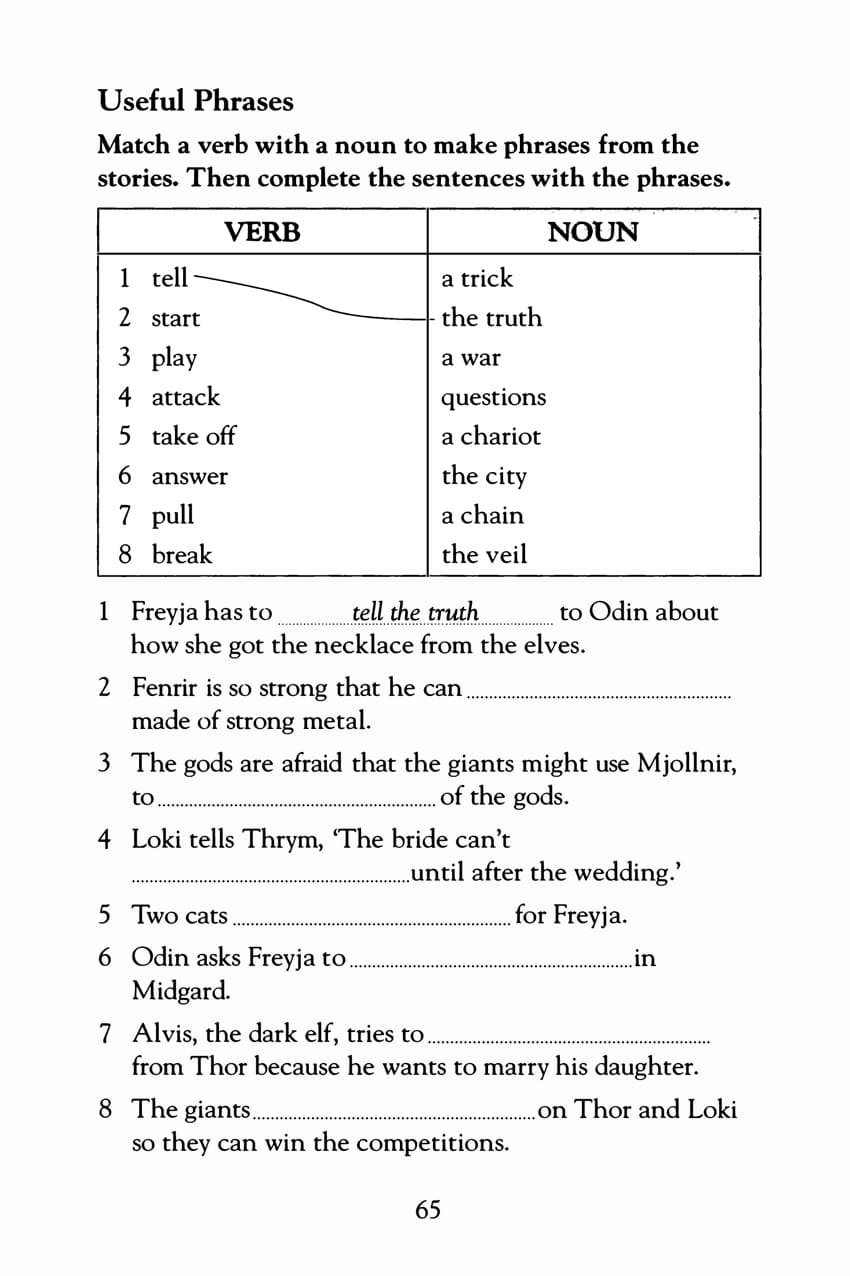 Useful Phrases
Match a verb with a noun to make phrases from the
stories. Then complete the sentences with the phrases.
VERB NOUN
1 tell a trick
2 start the truth
3 play a war
4 attack questions
5 take off a chariot
6 answer the city
7 pull a chain
8 break the veil
1 Freyja has to ............tell the truth............ to Odin about
how she got the necklace from the elves.
2 Fenrir is so strong that he can ............................
made of strong metal.
3 The gods are afraid that the giants might use Mjollnir,
to ............................ of the gods.
4 Loki tells Thrym, ‘The bride can’t
............................ until after the wedding.’
5 Two cats ............................ for Freyja.
6 Odin asks Freyja to ............................ in
Midgard.
7 Alvis, the dark elf, tries to ............................
from Thor because he wants to marry his daughter.
8 The giants ............................ on Thor and Loki
so they can win the competitions.
65